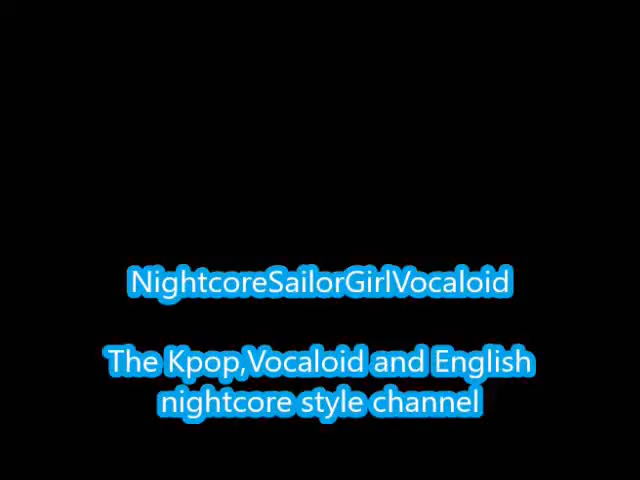 NightcoreSailorGirlVocaloid
The Kpop,Vocaloid and English
nightcore style channel